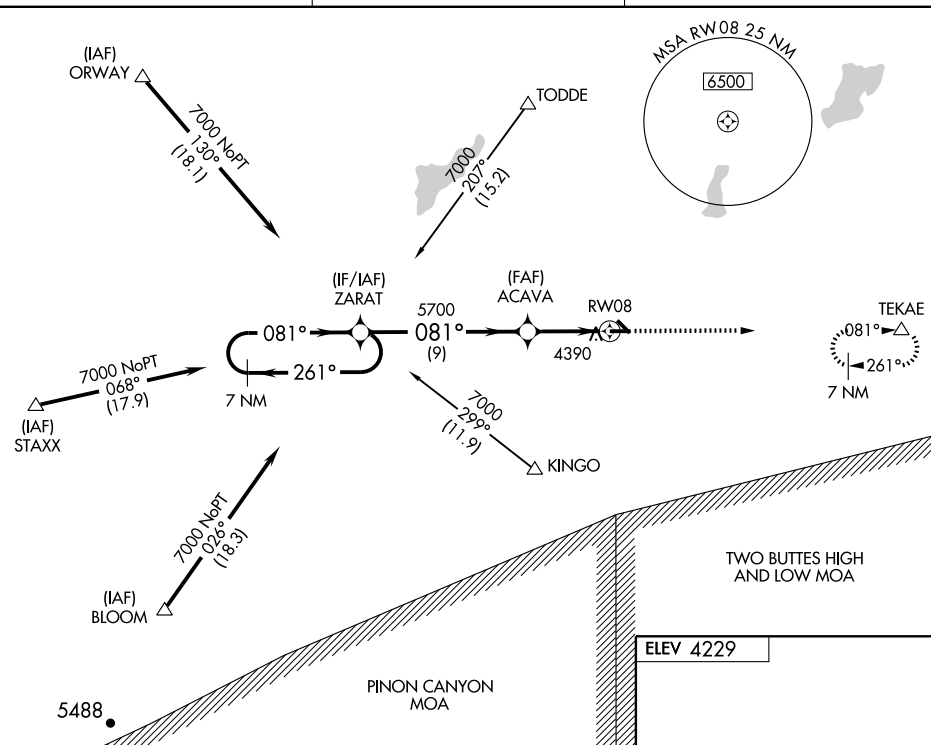 (IAF)
ORWAY
7000 NoPT
130°
(18.1)
TODDE
7000
207°
(15.2)
MSA RW08 25 NM
6500
(IF/IAF)
ZARAT
5700
081°
(9)
(FAF)
ACAVA
RW08
4390
TEKAE
081°
261°
7 NM
081°
261°
7 NM
7000 NoPT
068°
(17.9)
(IAF)
STAXX
7000
299°
(11.9)
KINGO
7000 NoPT
026°
(18.3)
(IAF)
BLOOM
TWO BUTTES HIGH
AND LOW MOA
ELEV 4229
PINON CANYON
MOA
5488